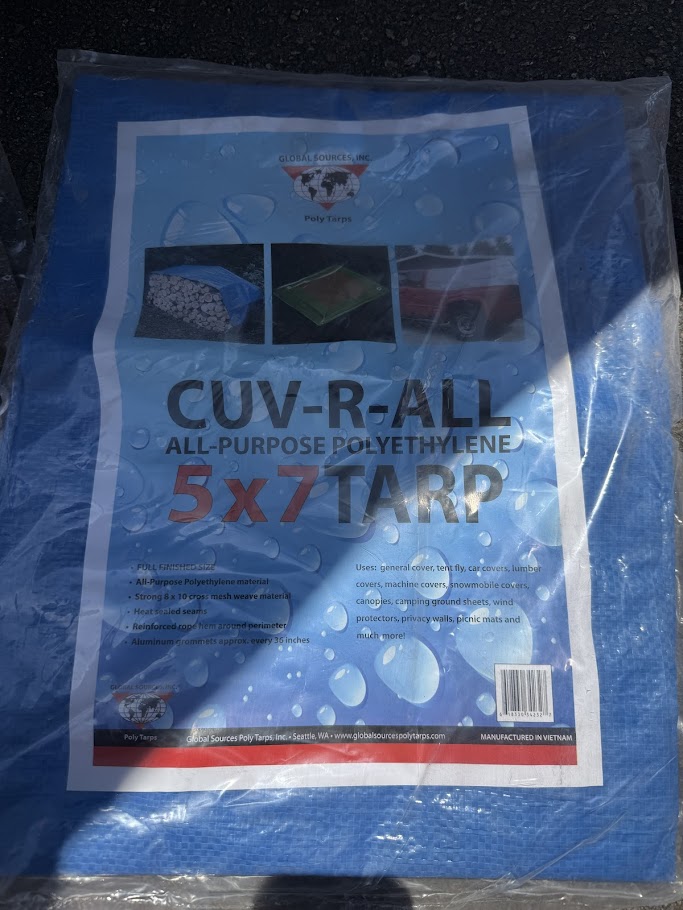 GLOBAL SOURCES, INC.
Poly Tarps
CUV-R-ALL
ALL-PURPOSE POLYETHYLENE
5 x 7 TARP
• FULL FINISHED SIZE
• All-Purpose Polyethylene material
• Strong 8 x 10 cross mesh weave material
• Heat sealed seams
• Reinforced rope hem around perimeter
• Aluminum grommets approx. every 36 inches
Uses: general cover, tent fly, car covers, lumber
covers, machine covers, snowmobile covers,
canopies, camping ground sheets, wind
protectors, privacy walls, picnic mats and
much more!
GLOBAL SOURCES, INC.
Poly Tarps
Global Sources Poly Tarps, Inc. • Seattle, WA • www.globalsourcespolytarps.com
MANUFACTURED IN VIETNAM